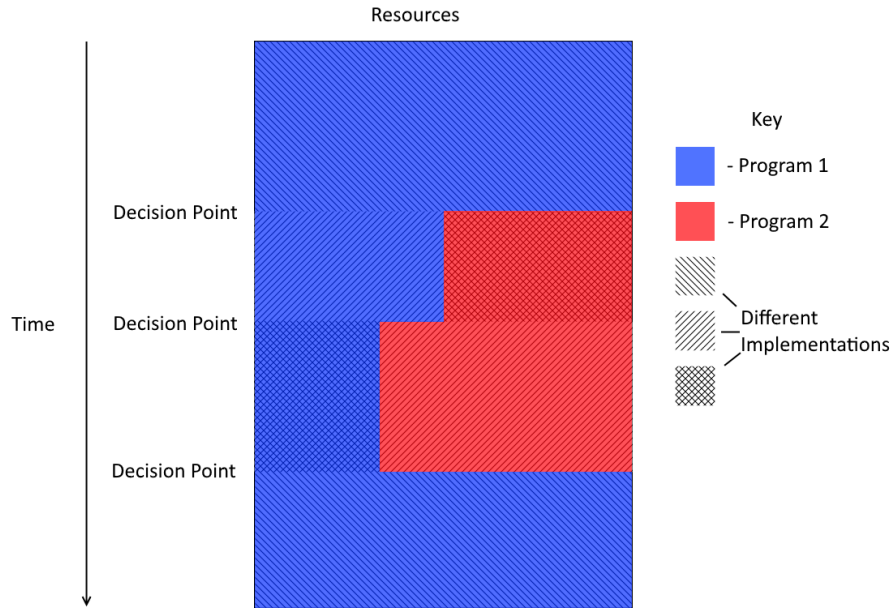 Resources
Key
- Program 1
- Program 2
Decision Point
Time
Decision Point
Different
Implementations
Decision Point